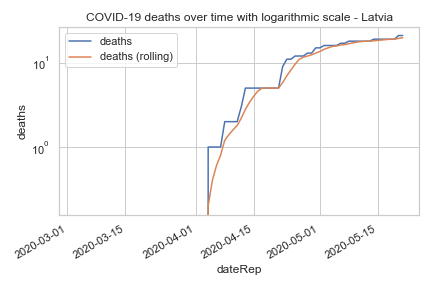 COVID-19 deaths over time with logarithmic scale - Latvia
deaths
deaths (rolling)
10¹
10⁰
deaths
2020-03-01
2020-03-15
2020-04-01
2020-04-15
2020-05-01
2020-05-15
dateRep